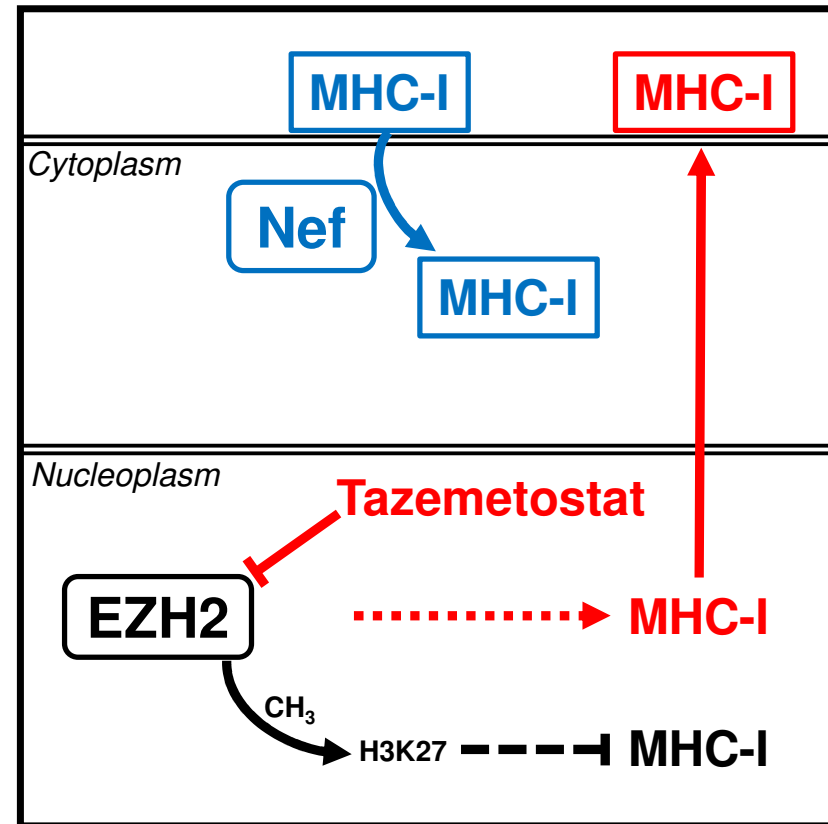 MHC-I
MHC-I
Cytoplasm
Nef
MHC-I
Nucleoplasm
Tazemetostat
EZH2
MHC-I
CH₃
H3K27
MHC-I